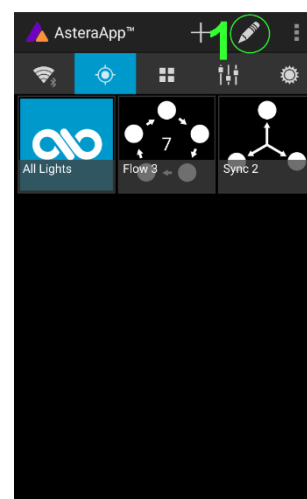 AsteraApp™
1
7
All Lights
Flow 3
Sync 2